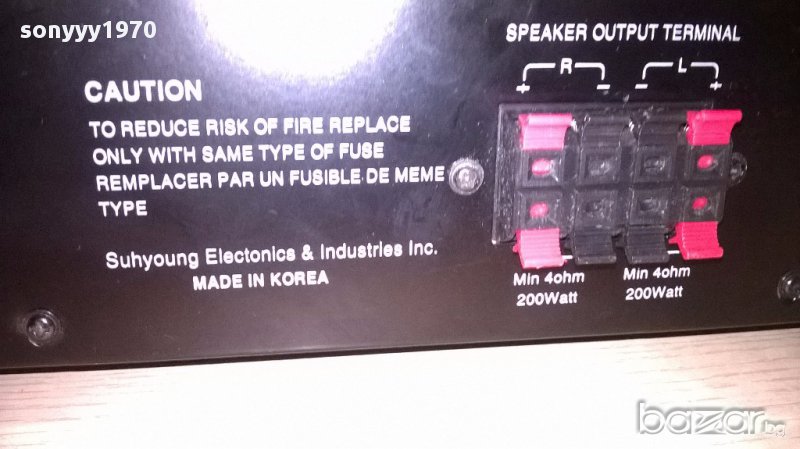 sonyyy1970
SPEAKER OUTPUT TERMINAL
+ R - - L +
CAUTION
TO REDUCE RISK OF FIRE REPLACE
ONLY WITH SAME TYPE OF FUSE
REMPLACER PAR UN FUSIBLE DE MEME
TYPE
Suhyoung Electonics & Industries Inc.
MADE IN KOREA
Min 4ohm
200Watt
Min 4ohm
200Watt
bazar.bg